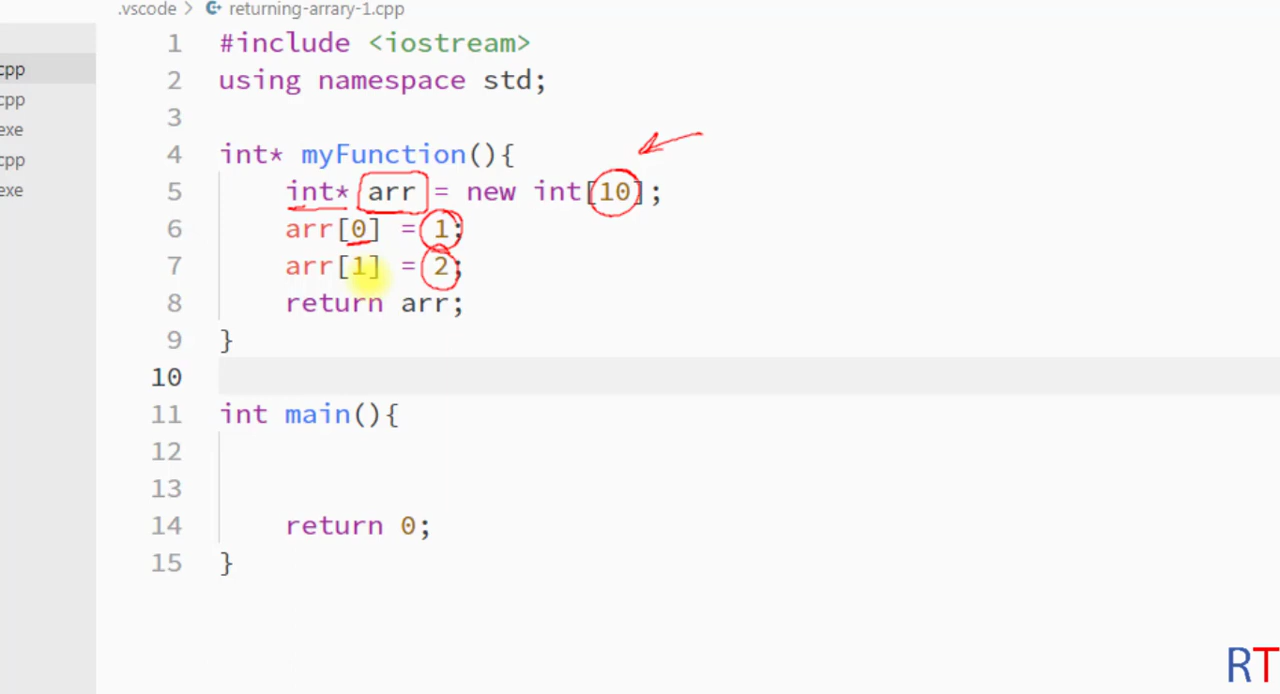 .vscode > returning-arrary-1.cpp
cpp
cpp
exe
cpp
exe
1 #include <iostream>
2 using namespace std;
3
4 int* myFunction(){
5     int* arr = new int[10];
6     arr[0] = 1;
7     arr[1] = 2;
8     return arr;
9 }
10
11 int main(){
12
13
14     return 0;
15 }
RT